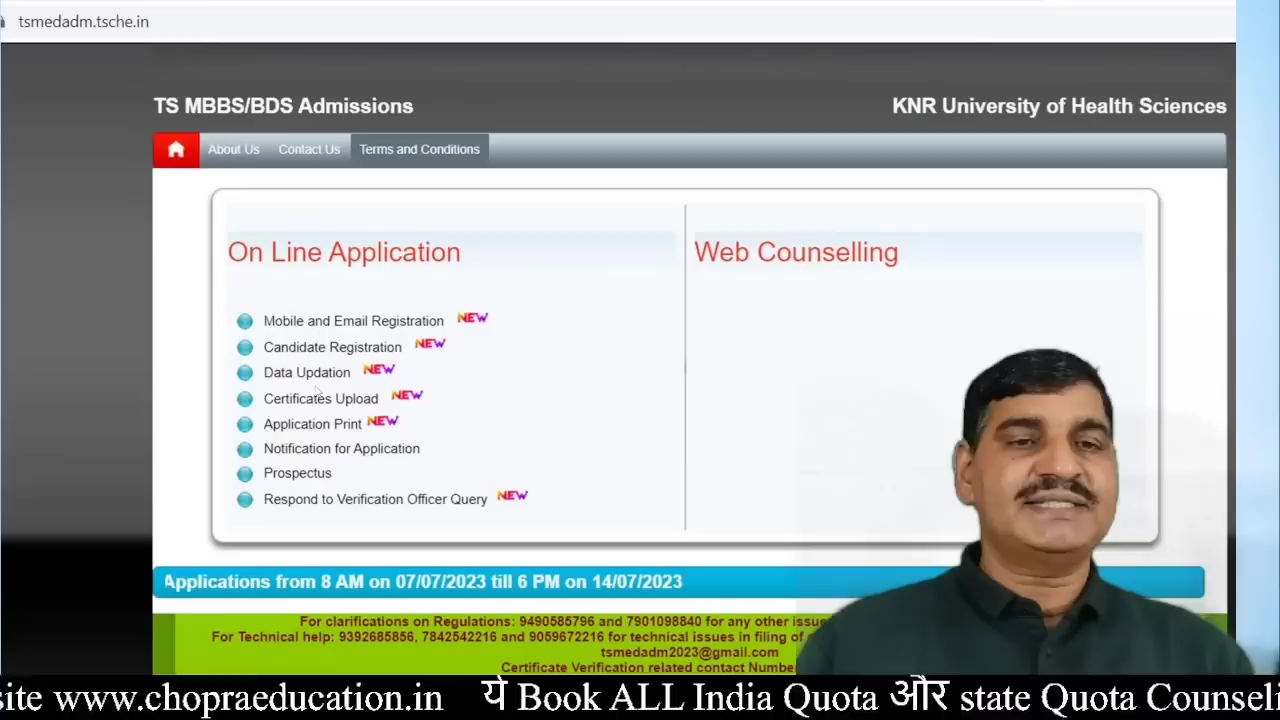 tsmedadm.tsche.in
TS MBBS/BDS Admissions
KNR University of Health Sciences
About Us
Contact Us
Terms and Conditions
On Line Application
Web Counselling
Mobile and Email Registration NEW
Candidate Registration NEW
Data Updation NEW
Certificates Upload NEW
Application Print NEW
Notification for Application
Prospectus
Respond to Verification Officer Query NEW
Applications from 8 AM on 07/07/2023 till 6 PM on 14/07/2023
For clarifications on Regulations: 9490585796 and 7901098840 for any other
For Technical help: 9392685856, 7842542216 and 9059672216 for technical issues in filing of
tsmedadm2023@gmail.com
Certificate Verification related contact
site www.chopraeducation.in ये Book ALL India Quota और state Quota